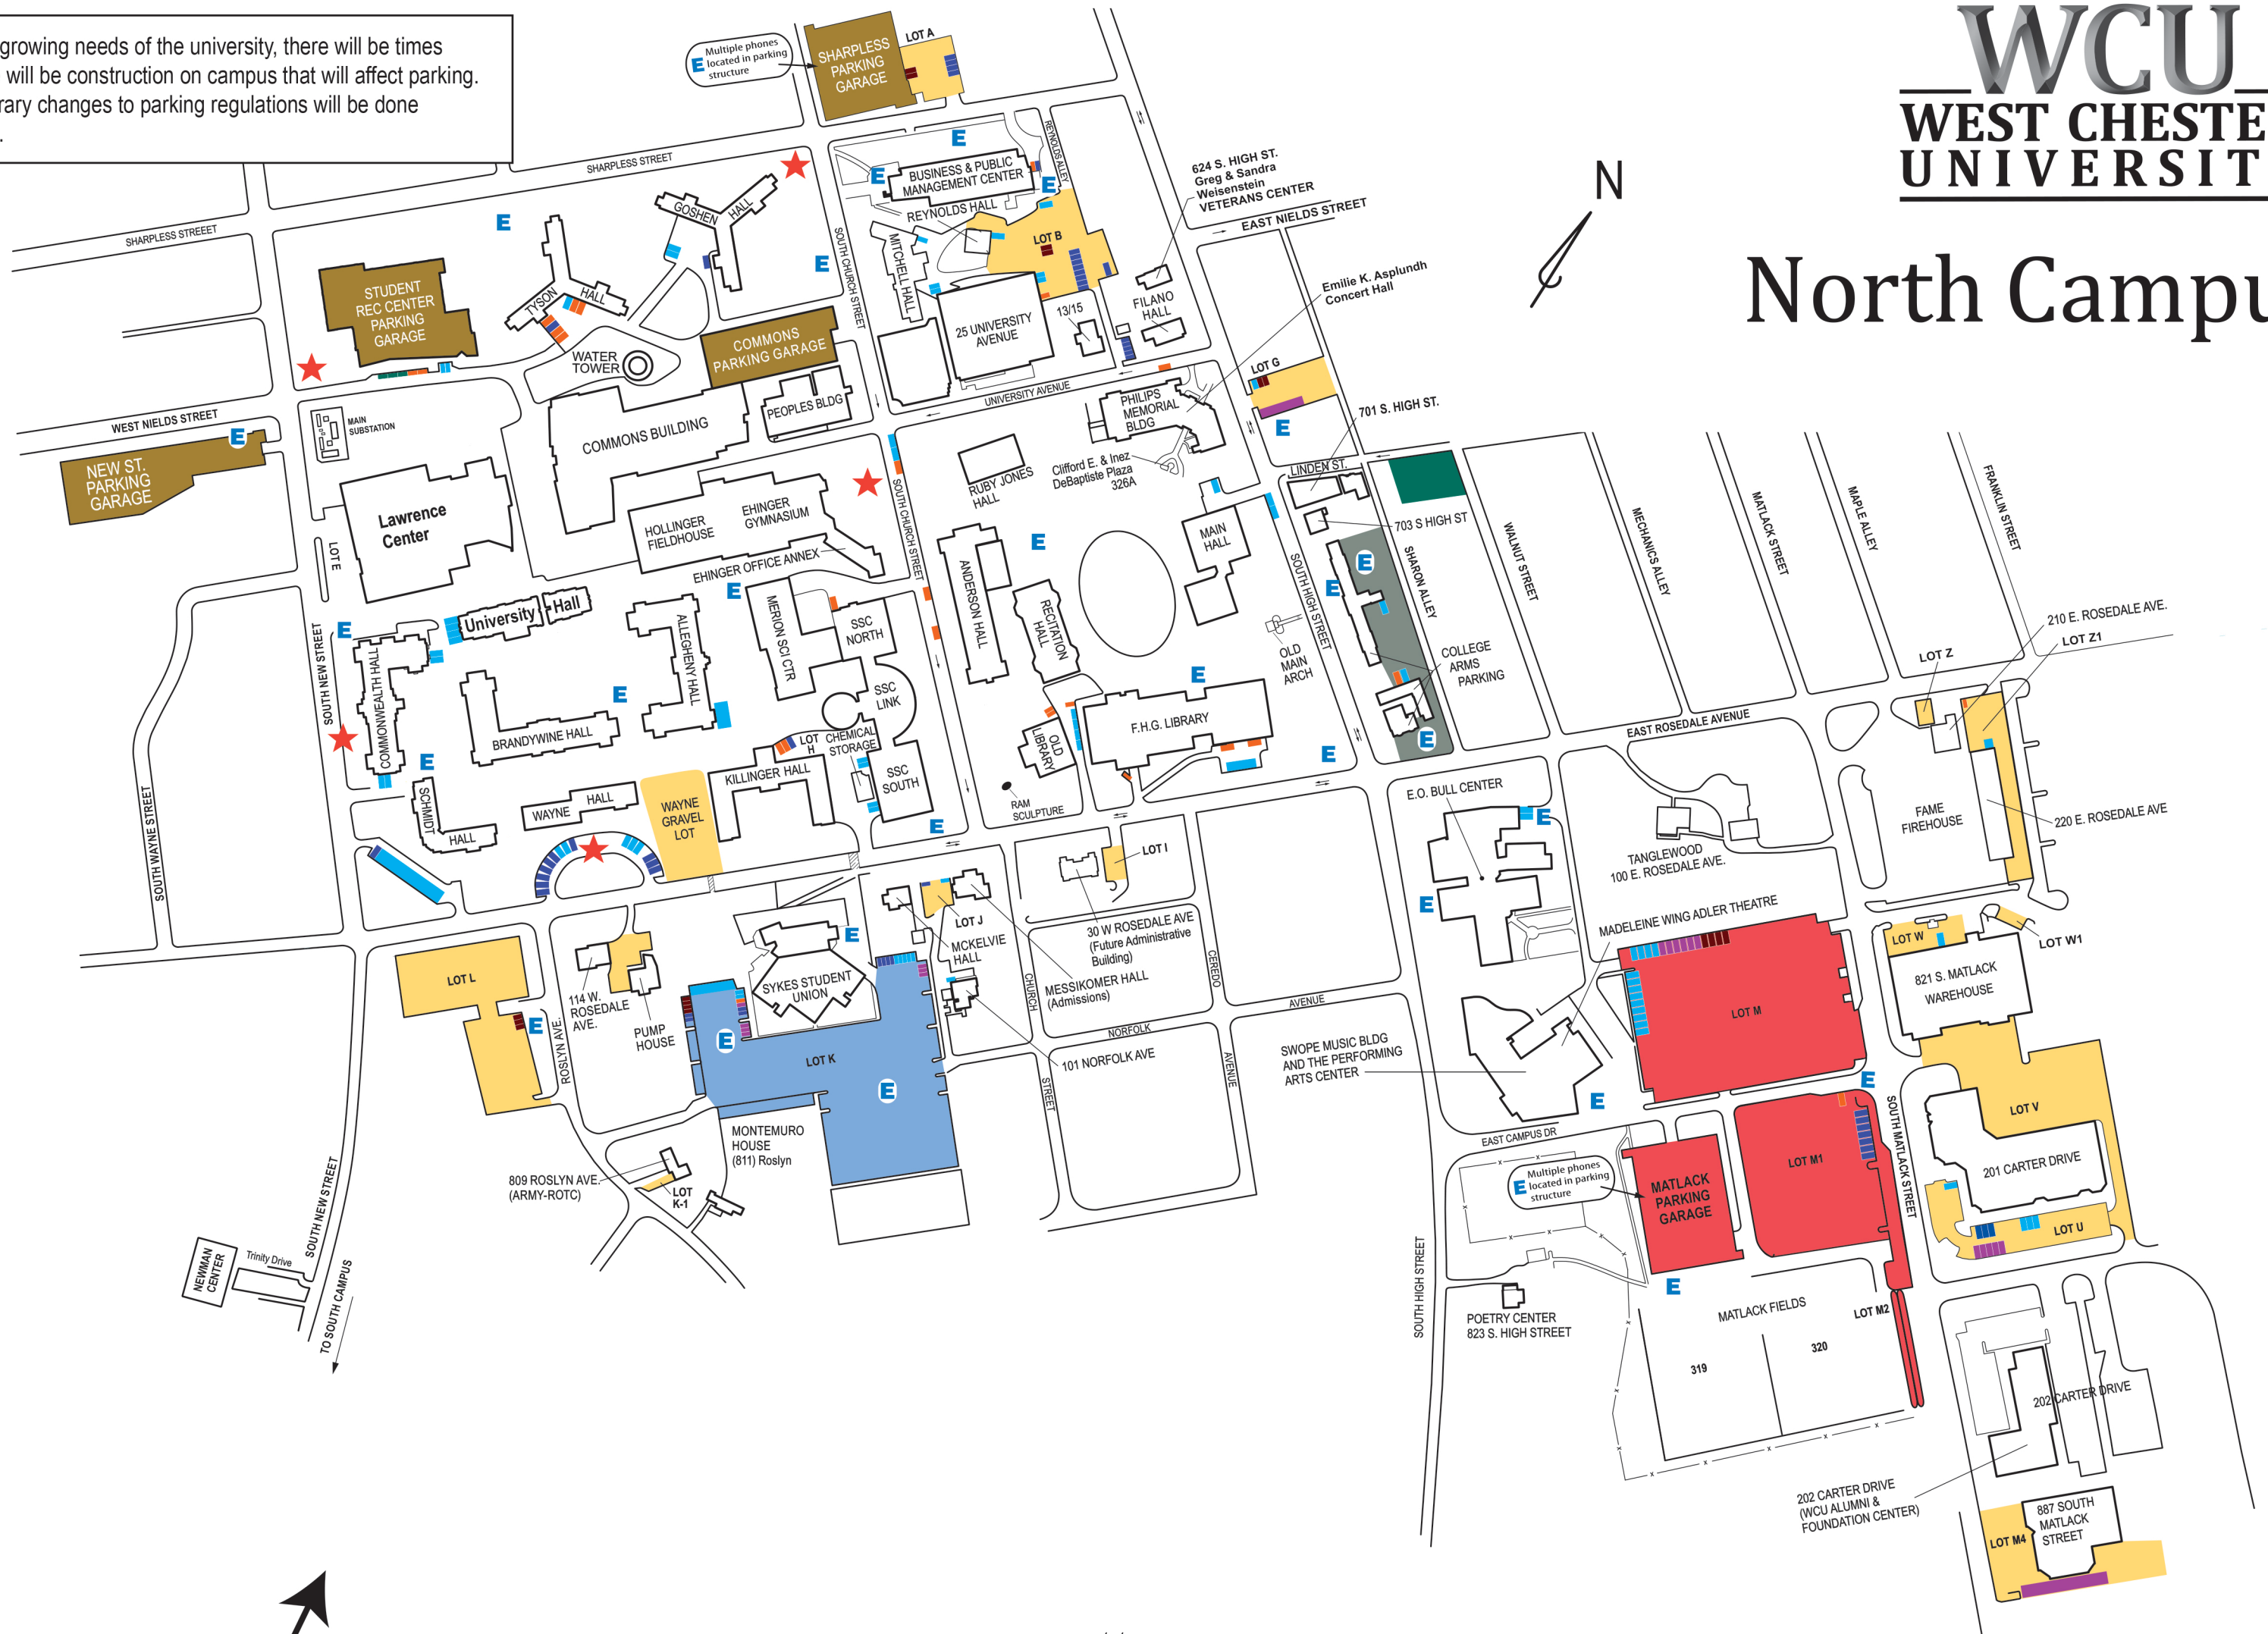 growing needs of the university, there will be times
will be construction on campus that will affect parking.
rary changes to parking regulations will be done
.
WCU
WEST CHESTE
UNIVERSIT
North Campu
N
E
Multiple phones
located in parking
structure
SHARPLESS
PARKING
GARAGE
LOT A
SHARPLESS STREET
SHARPLESS STREEET
E
BUSINESS & PUBLIC
MANAGEMENT CENTER
E
E
E
REYNOLDS ALLEY
REYNOLDS HALL
LOT B
MITCHELL HALL
SOUTH CHURCH STREET
E
GOSHEN
HALL
TYSON
HALL
STUDENT
REC CENTER
PARKING
GARAGE
WATER
TOWER
COMMONS
PARKING GARAGE
25 UNIVERSITY
AVENUE
13/15
FILANO
HALL
624 S. HIGH ST.
Greg & Sandra
Weisenstein
VETERANS CENTER
EAST NIELDS STREET
Emilie K. Asplundh
Concert Hall
LOT G
E
701 S. HIGH ST.
LINDEN ST.
703 S HIGH ST
WEST NIELDS STREET
E
NEW ST.
PARKING
GARAGE
MAIN
SUBSTATION
Lawrence
Center
LOT E
COMMONS BUILDING
PEOPLES BLDG
UNIVERSITY AVENUE
PHILIPS
MEMORIAL
BLDG
Clifford E. & Inez
DeBaptiste Plaza
326A
RUBY JONES
HALL
HOLLINGER
FIELDHOUSE
EHINGER
GYMNASIUM
EHINGER OFFICE ANNEX
SOUTH CHURCH STREET
MAIN
HALL
E
E
E
SOUTH HIGH STREET
SHARON ALLEY
WALNUT STREET
MECHANICS ALLEY
MATLACK STREET
MAPLE ALLEY
FRANKLIN STREET
E
University
Hall
E
COMMONWEALTH HALL
SOUTH NEW STREET
SOUTH WAYNE STREET
BRANDYWINE HALL
E
ALLEGHENY HALL
MERION SCI CTR
SSC
NORTH
SSC
LINK
ANDERSON HALL
RECITATION
HALL
OLD
MAIN
ARCH
COLLEGE
ARMS
PARKING
E
E
F.H.G. LIBRARY
E
OLD
LIBRARY
RAM
SCULPTURE
LOT
H
CHEMICAL
STORAGE
SSC
SOUTH
KILLINGER HALL
E
E
SCHMIDT
HALL
WAYNE
HALL
WAYNE
GRAVEL
LOT
EAST ROSEDALE AVENUE
LOT Z
210 E. ROSEDALE AVE.
LOT Z1
FAME
FIREHOUSE
220 E. ROSEDALE AVE
E.O. BULL CENTER
E
E
TANGLEWOOD
100 E. ROSEDALE AVE.
MADELEINE WING ADLER THEATRE
LOT I
30 W ROSEDALE AVE
(Future Administrative
Building)
LOT J
MCKELVIE
HALL
MESSIKOMER HALL
(Admissions)
CHURCH
STREET
CEREDO
AVENUE
NORFOLK
AVENUE
101 NORFOLK AVE
SYKES STUDENT
UNION
E
LOT L
E
114 W.
ROSEDALE
AVE.
PUMP
HOUSE
ROSLYN AVE.
E
LOT K
E
MONTEMURO
HOUSE
(811) Roslyn
809 ROSLYN AVE.
(ARMY-ROTC)
LOT
K-1
NEWMAN
CENTER
Trinity Drive
SOUTH NEW STREET
TO SOUTH CAMPUS
SWOPE MUSIC BLDG
AND THE PERFORMING
ARTS CENTER
E
LOT M
LOT W
LOT W1
821 S. MATLACK
WAREHOUSE
E
LOT V
EAST CAMPUS DR
E
Multiple phones
located in parking
structure
MATLACK
PARKING
GARAGE
LOT M1
SOUTH MATLACK STREET
201 CARTER DRIVE
LOT U
E
SOUTH HIGH STREET
POETRY CENTER
823 S. HIGH STREET
MATLACK FIELDS
LOT M2
319
320
202 CARTER DRIVE
202 CARTER DRIVE
(WCU ALUMNI &
FOUNDATION CENTER)
LOT M4
887 SOUTH
MATLACK
STREET